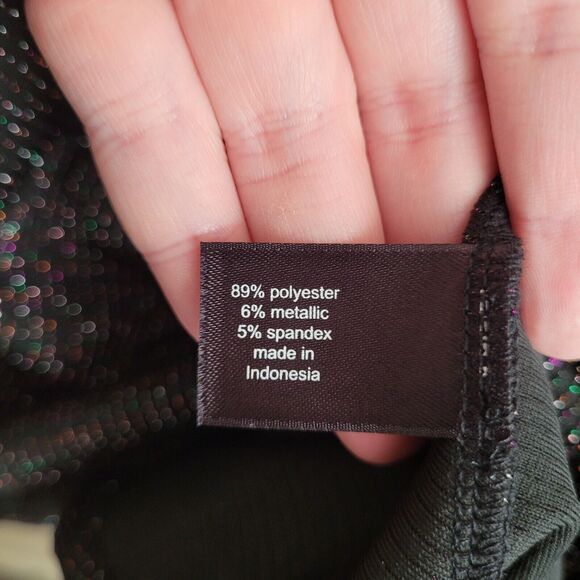 89% polyester
6% metallic
5% spandex
made in
Indonesia